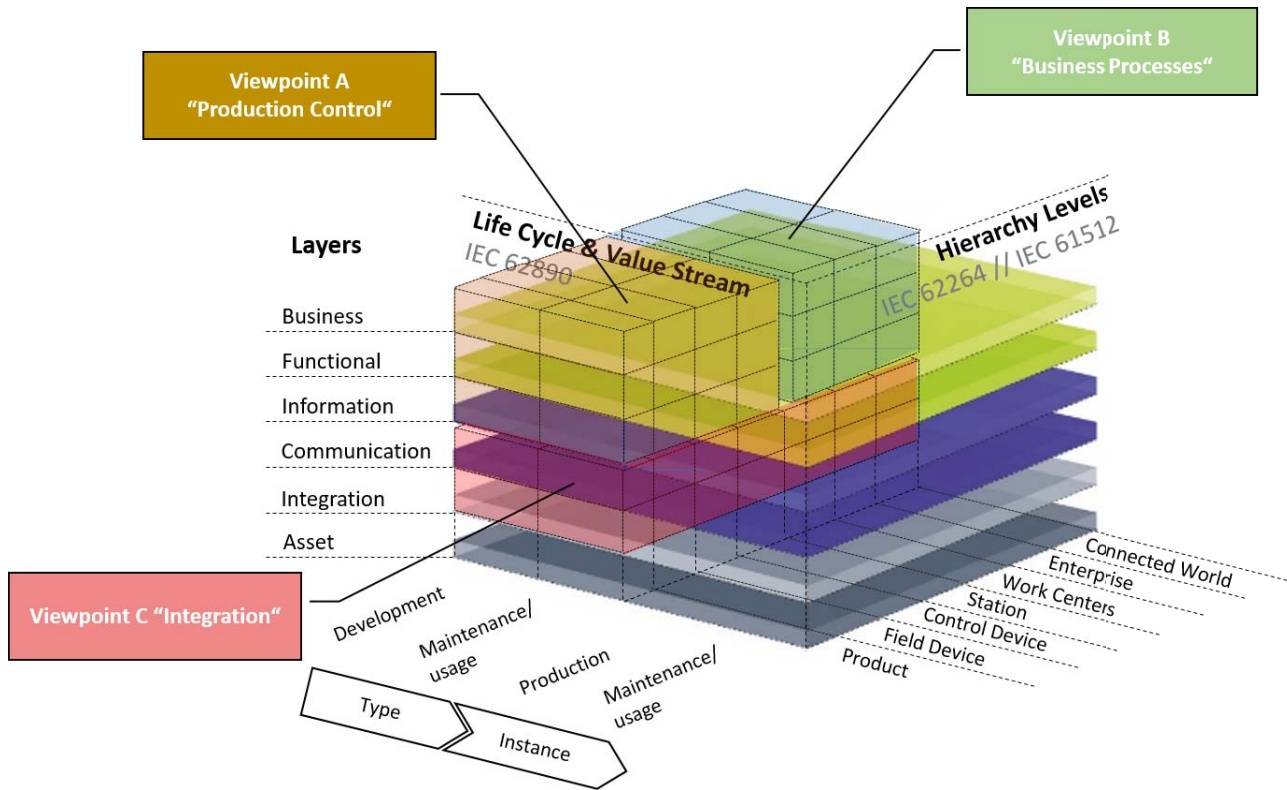 Viewpoint A
“Production Control“
Viewpoint B
“Business Processes“
Layers
Life Cycle & Value Stream
IEC 62890
Hierarchy Levels
IEC 62264 // IEC 61512
Business
Functional
Information
Communication
Integration
Asset
Viewpoint C “Integration“
Development
Maintenance/
usage
Production
Maintenance/
usage
Connected World
Enterprise
Work Centers
Station
Control Device
Field Device
Product
Type
Instance